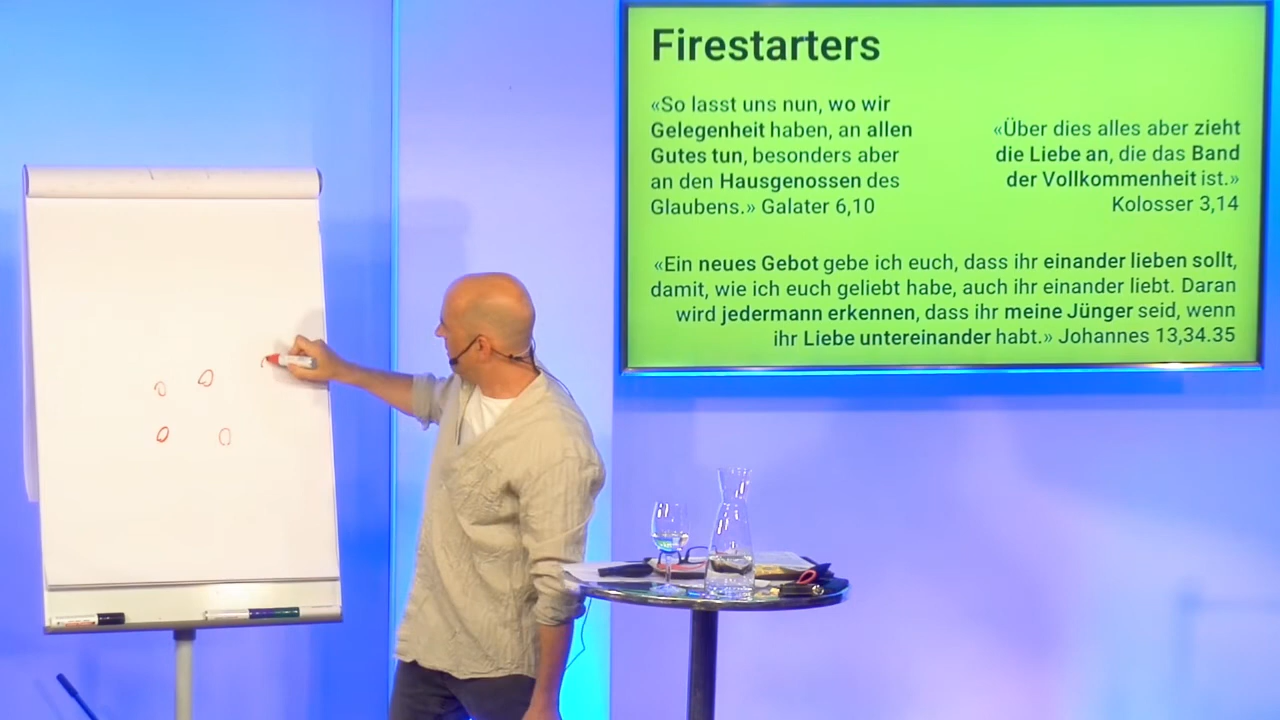 Firestarters
«So lasst uns nun, wo wir
Gelegenheit haben, an allen
Gutes tun, besonders aber
an den Hausgenossen des
Glaubens.» Galater 6,10
«Über dies alles aber zieht
die Liebe an, die das Band
der Vollkommenheit ist.»
Kolosser 3,14
«Ein neues Gebot gebe ich euch, dass ihr einander lieben sollt,
damit, wie ich euch geliebt habe, auch ihr einander liebt. Daran
wird jedermann erkennen, dass ihr meine Jünger seid, wenn
ihr Liebe untereinander habt.» Johannes 13,34.35